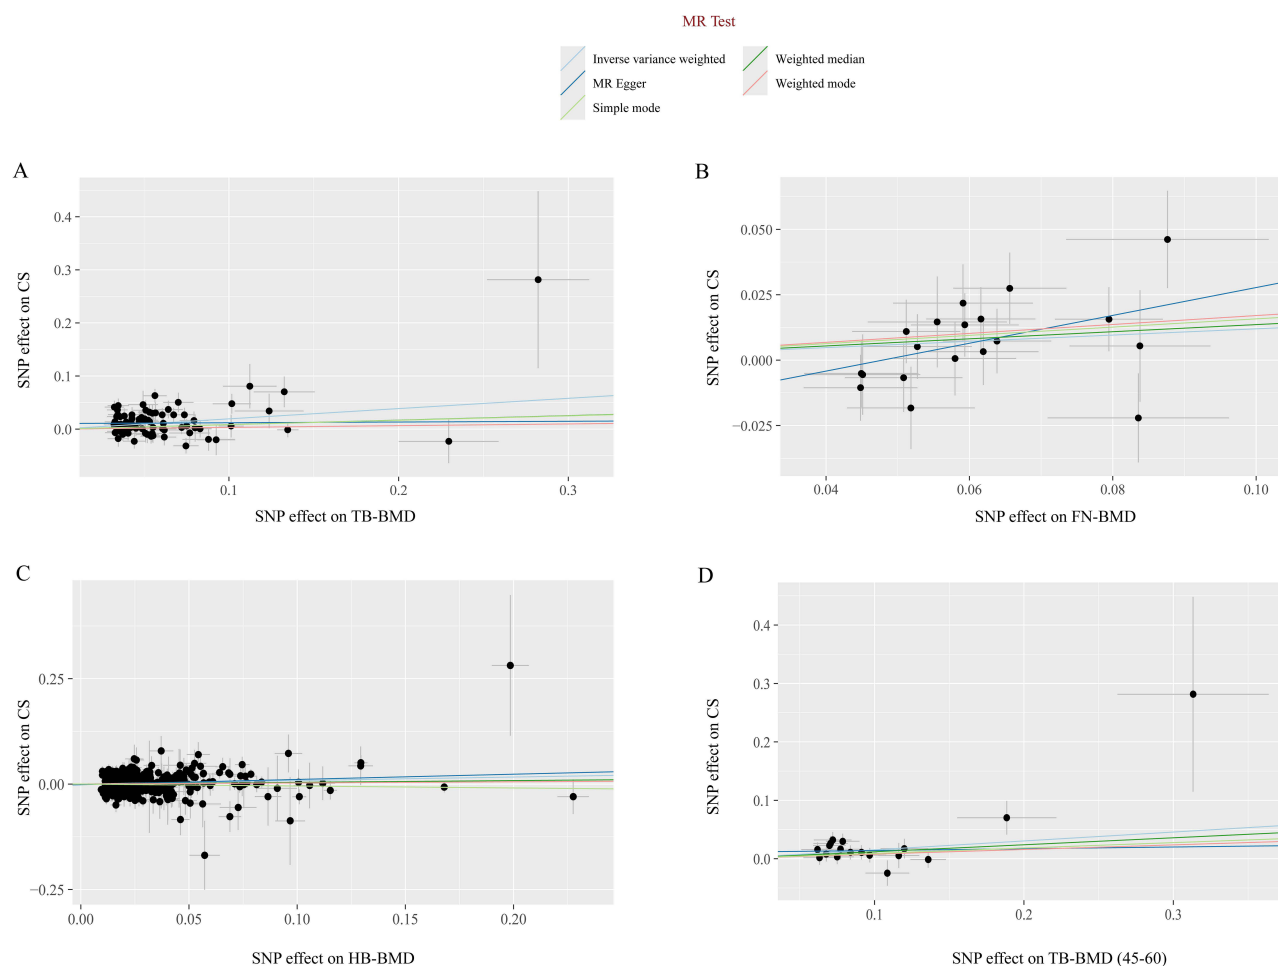 MR Test
Inverse variance weighted
Weighted median
MR Egger
Weighted mode
Simple mode
A
SNP effect on CS
0.4
0.3
0.2
0.1
0.0
0.1
0.2
0.3
SNP effect on TB-BMD
B
SNP effect on CS
0.050
0.025
0.000
−0.025
0.04
0.06
0.08
0.10
SNP effect on FN-BMD
C
SNP effect on CS
0.25
0.00
−0.25
0.00
0.05
0.10
0.15
0.20
SNP effect on HB-BMD
D
SNP effect on CS
0.4
0.3
0.2
0.1
0.0
0.1
0.2
0.3
SNP effect on TB-BMD (45-60)